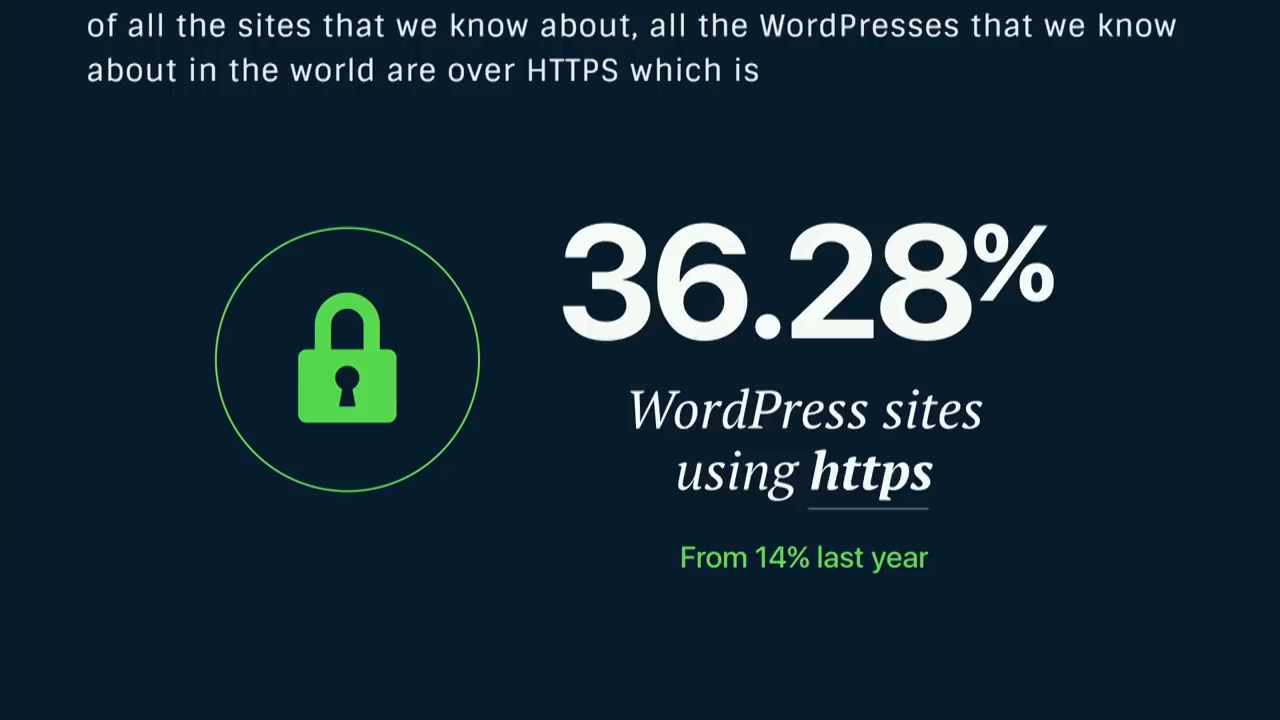 of all the sites that we know about, all the WordPresses that we know
about in the world are over HTTPS which is
36.28%
WordPress sites
using https
From 14% last year